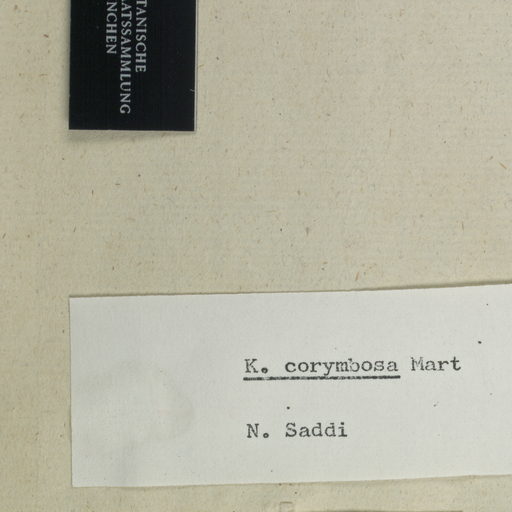 TANISCHE
ATSSAMMLUNG
NCHEN
K. corymbosa Mart
N. Saddi